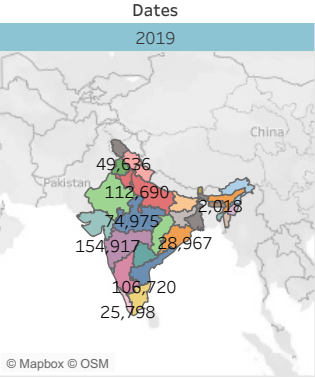 Dates
2019
China
49,636
Pakistan
112,690
2,018
74,975
154,917
28,967
106,720
25,798
© Mapbox © OSM